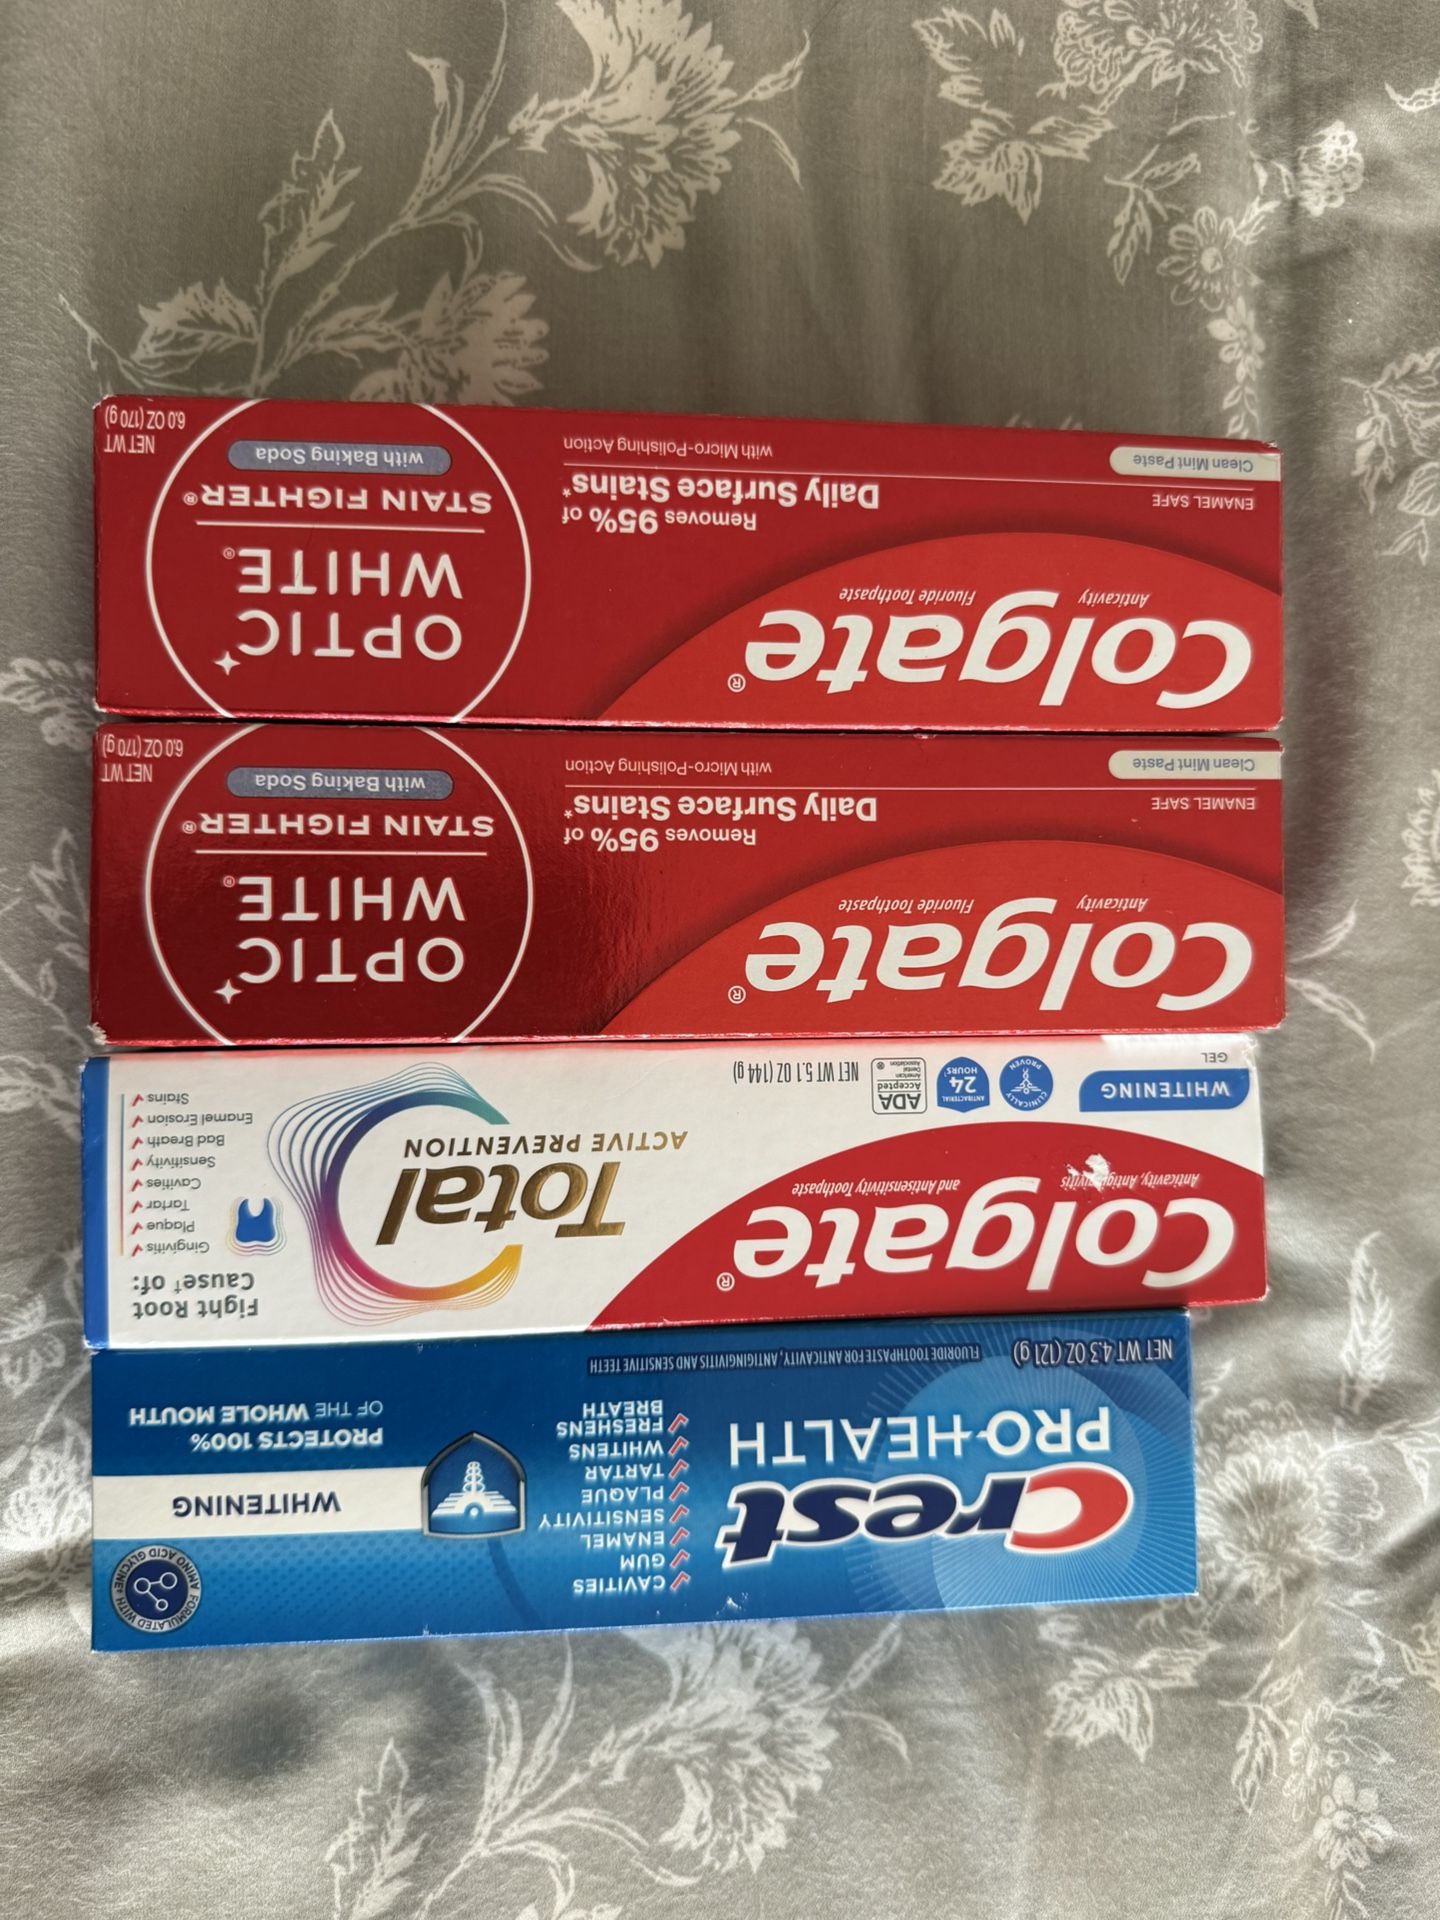 Crest
PRO-HEALTH
NET WT 4.3 OZ (121 g)
FLUORIDE TOOTHPASTE FOR ANTICAVITY, ANTIGINGIVITIS AND SENSITIVE TEETH
CAVITIES
GUM
ENAMEL
SENSITIVITY
PLAQUE
TARTAR
WHITENS
FRESHENS
BREATH
FORMULATED WITH AMINO ACID GLYCINE‡
WHITENING
PROTECTS 100%
OF THE WHOLE MOUTH
Colgate®
Anticavity, Antigingivitis
and Antisensitivity Toothpaste
WHITENING
GEL
CLINICALLY PROVEN
ANTIBACTERIAL
24
HOURS*
ADA
Accepted
American
Dental
Association ®
NET WT 5.1 OZ (144 g)
Total
ACTIVE PREVENTION
Fight Root
Cause† of:
Gingivitis
Plaque
Tartar
Cavities
Sensitivity
Bad Breath
Enamel Erosion
Stains
Colgate®
Anticavity Fluoride Toothpaste
ENAMEL SAFE
Clean Mint Paste
Removes 95% of
Daily Surface Stains*
with Micro-Polishing Action
OPTIC
WHITE®
STAIN FIGHTER®
with Baking Soda
NET WT
6.0 OZ (170 g)
Colgate®
Anticavity Fluoride Toothpaste
ENAMEL SAFE
Clean Mint Paste
Removes 95% of
Daily Surface Stains*
with Micro-Polishing Action
OPTIC
WHITE®
STAIN FIGHTER®
with Baking Soda
NET WT
6.0 OZ (170 g)